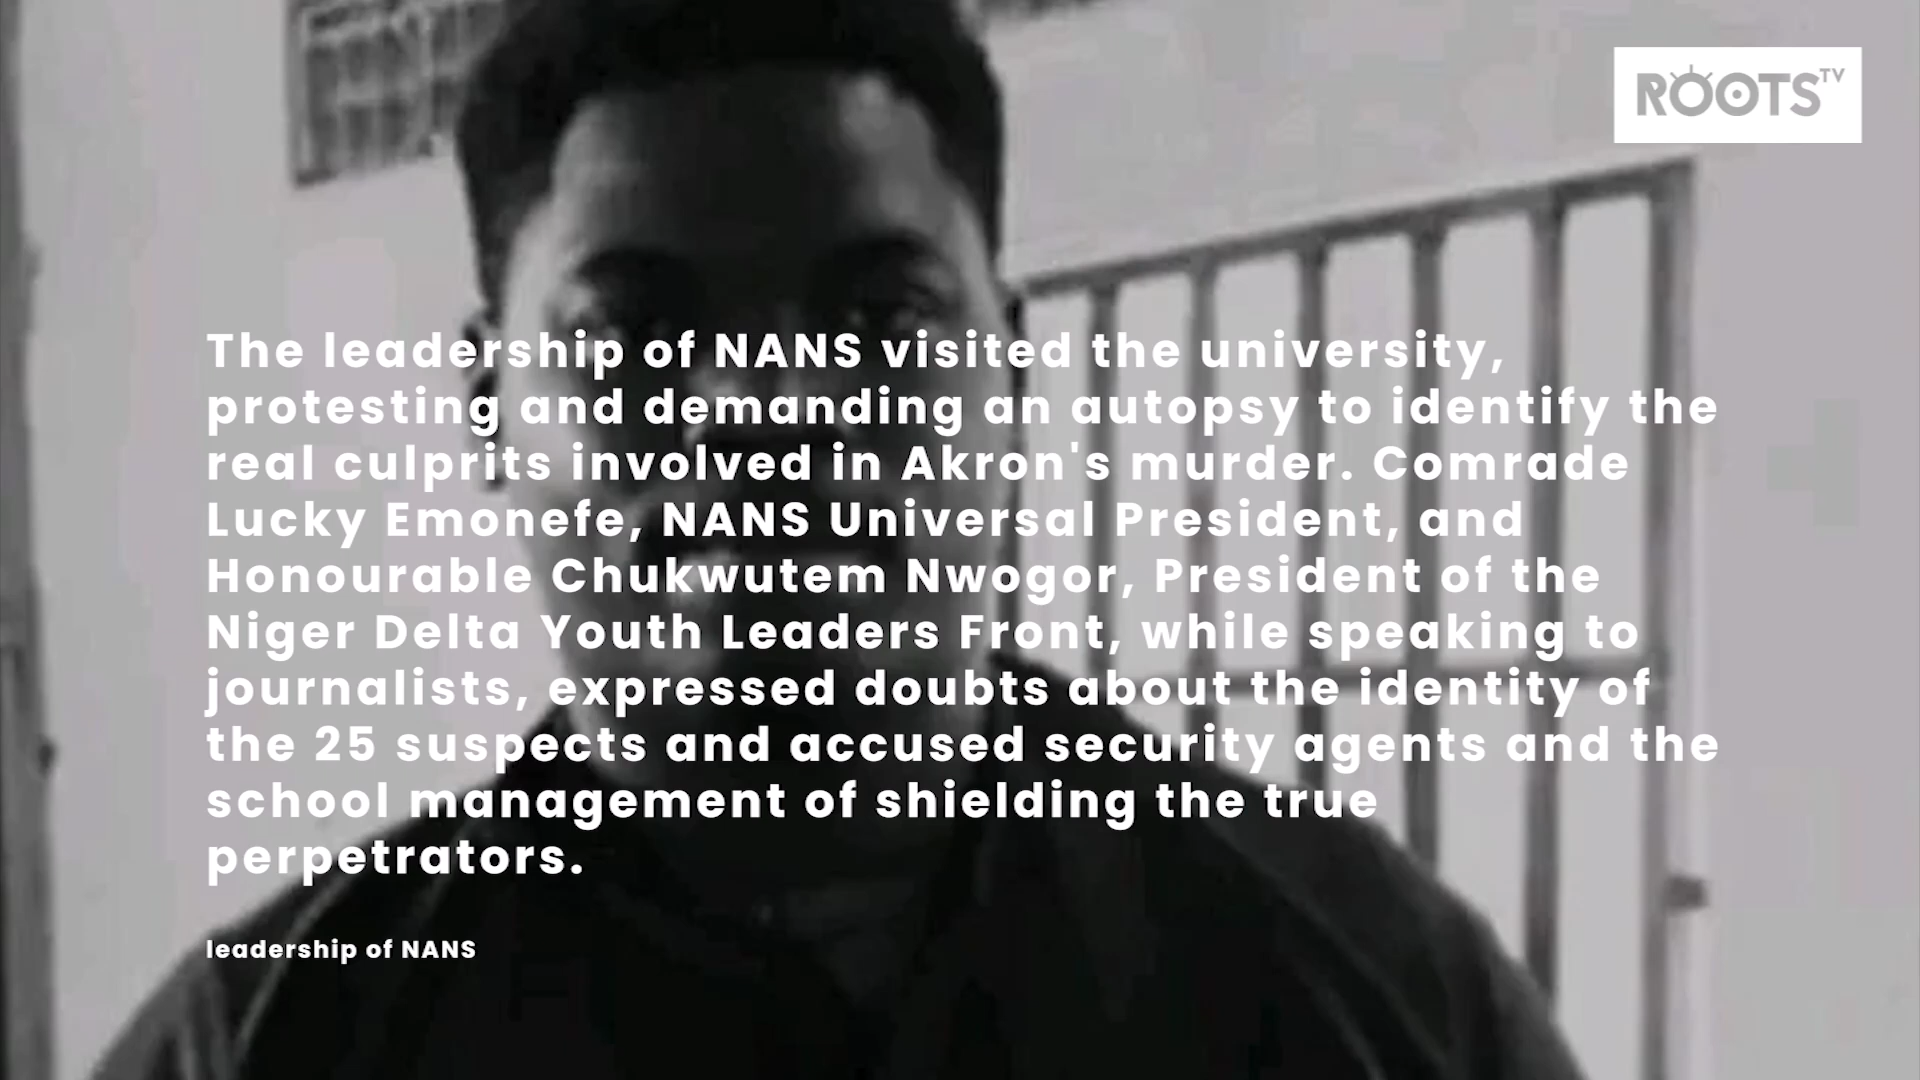 ROOTS TV
The leadership of NANS visited the university,
protesting and demanding an autopsy to identify the
real culprits involved in Akron's murder. Comrade
Lucky Emonefe, NANS Universal President, and
Honourable Chukwutem Nwogor, President of the
Niger Delta Youth Leaders Front, while speaking to
journalists, expressed doubts about the identity of
the 25 suspects and accused security agents and the
school management of shielding the true
perpetrators.
leadership of NANS